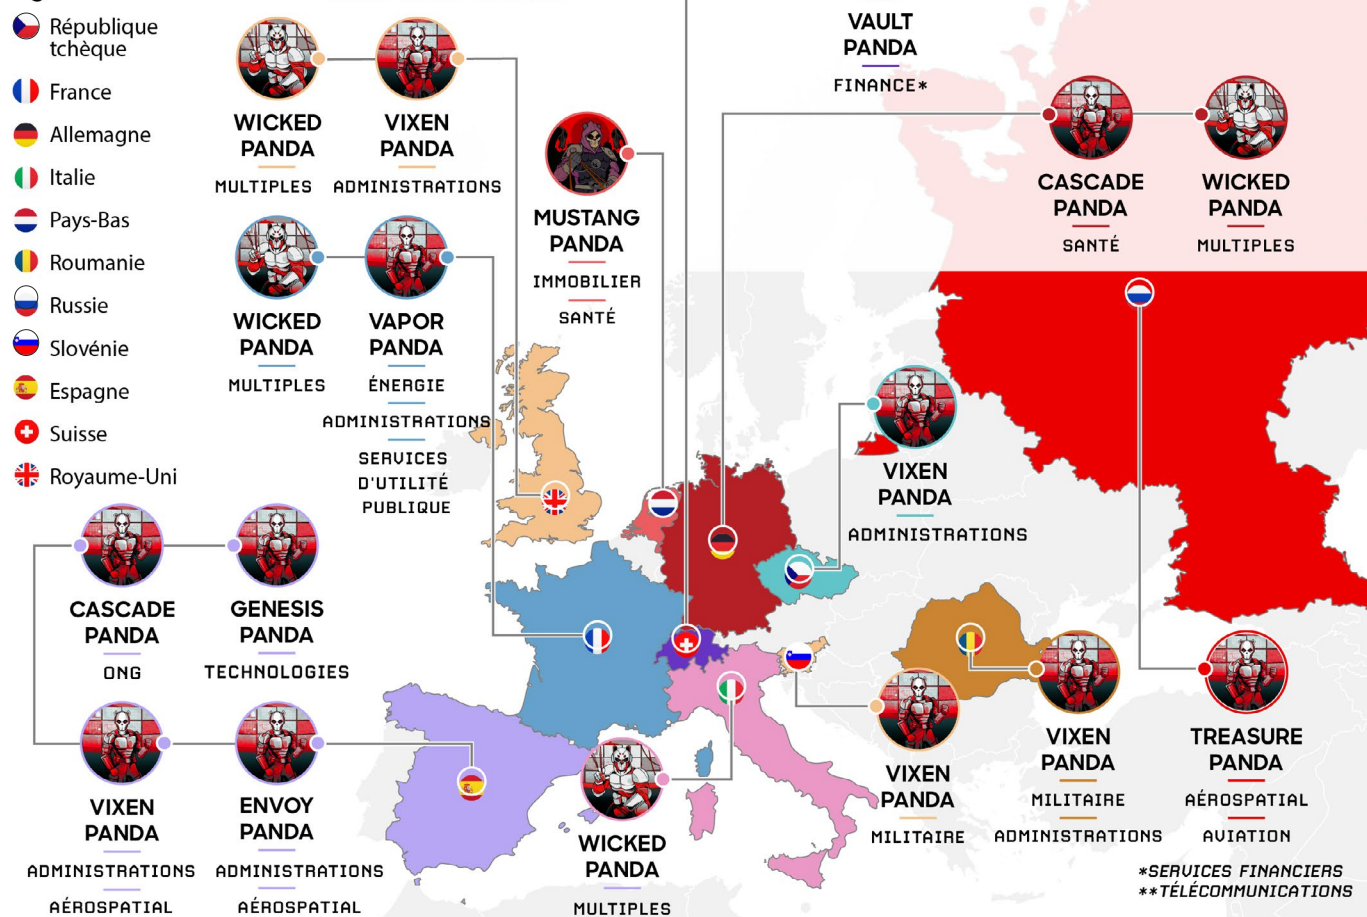 République
tchèque
France
Allemagne
Italie
Pays-Bas
Roumanie
Russie
Slovénie
Espagne
Suisse
Royaume-Uni
WICKED
PANDA
MULTIPLES
VIXEN
PANDA
ADMINISTRATIONS
WICKED
PANDA
MULTIPLES
VAPOR
PANDA
ÉNERGIE
ADMINISTRATIONS
SERVICES
D'UTILITÉ
PUBLIQUE
MUSTANG
PANDA
IMMOBILIER
SANTÉ
VAULT
PANDA
FINANCE*
CASCADE
PANDA
SANTÉ
WICKED
PANDA
MULTIPLES
VIXEN
PANDA
ADMINISTRATIONS
CASCADE
PANDA
ONG
GENESIS
PANDA
TECHNOLOGIES
VIXEN
PANDA
ADMINISTRATIONS
AÉROSPATIAL
ENVOY
PANDA
ADMINISTRATIONS
AÉROSPATIAL
WICKED
PANDA
MULTIPLES
VIXEN
PANDA
MILITAIRE
VIXEN
PANDA
MILITAIRE
ADMINISTRATIONS
TREASURE
PANDA
AÉROSPATIAL
AVIATION
*SERVICES FINANCIERS
**TÉLÉCOMMUNICATIONS